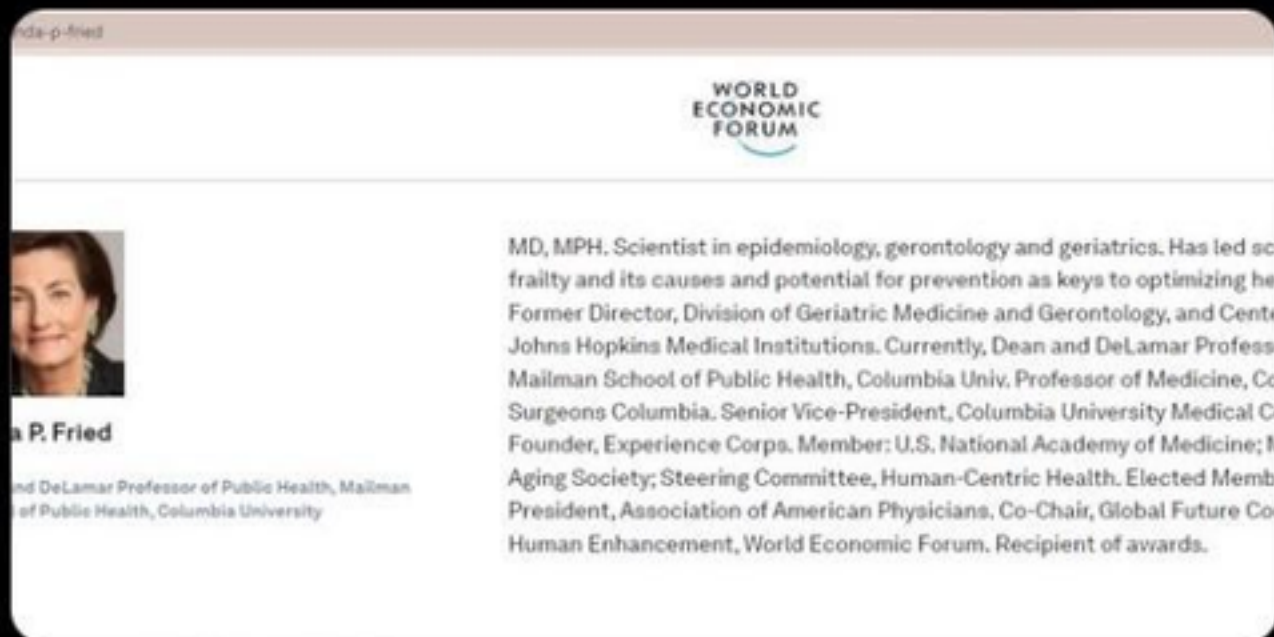 nda-p-fried
WORLD
ECONOMIC
FORUM
MD, MPH. Scientist in epidemiology, gerontology and geriatrics. Has led sc
frailty and its causes and potential for prevention as keys to optimizing he
Former Director, Division of Geriatric Medicine and Gerontology, and Cente
Johns Hopkins Medical Institutions. Currently, Dean and DeLamar Profess
Mailman School of Public Health, Columbia Univ. Professor of Medicine, Co
Surgeons Columbia. Senior Vice-President, Columbia University Medical C
Founder, Experience Corps. Member: U.S. National Academy of Medicine; M
Aging Society; Steering Committee, Human-Centric Health. Elected Memb
President, Association of American Physicians. Co-Chair, Global Future Co
Human Enhancement, World Economic Forum. Recipient of awards.
a P. Fried
nd DeLamar Professor of Public Health, Mailman
of Public Health, Columbia University